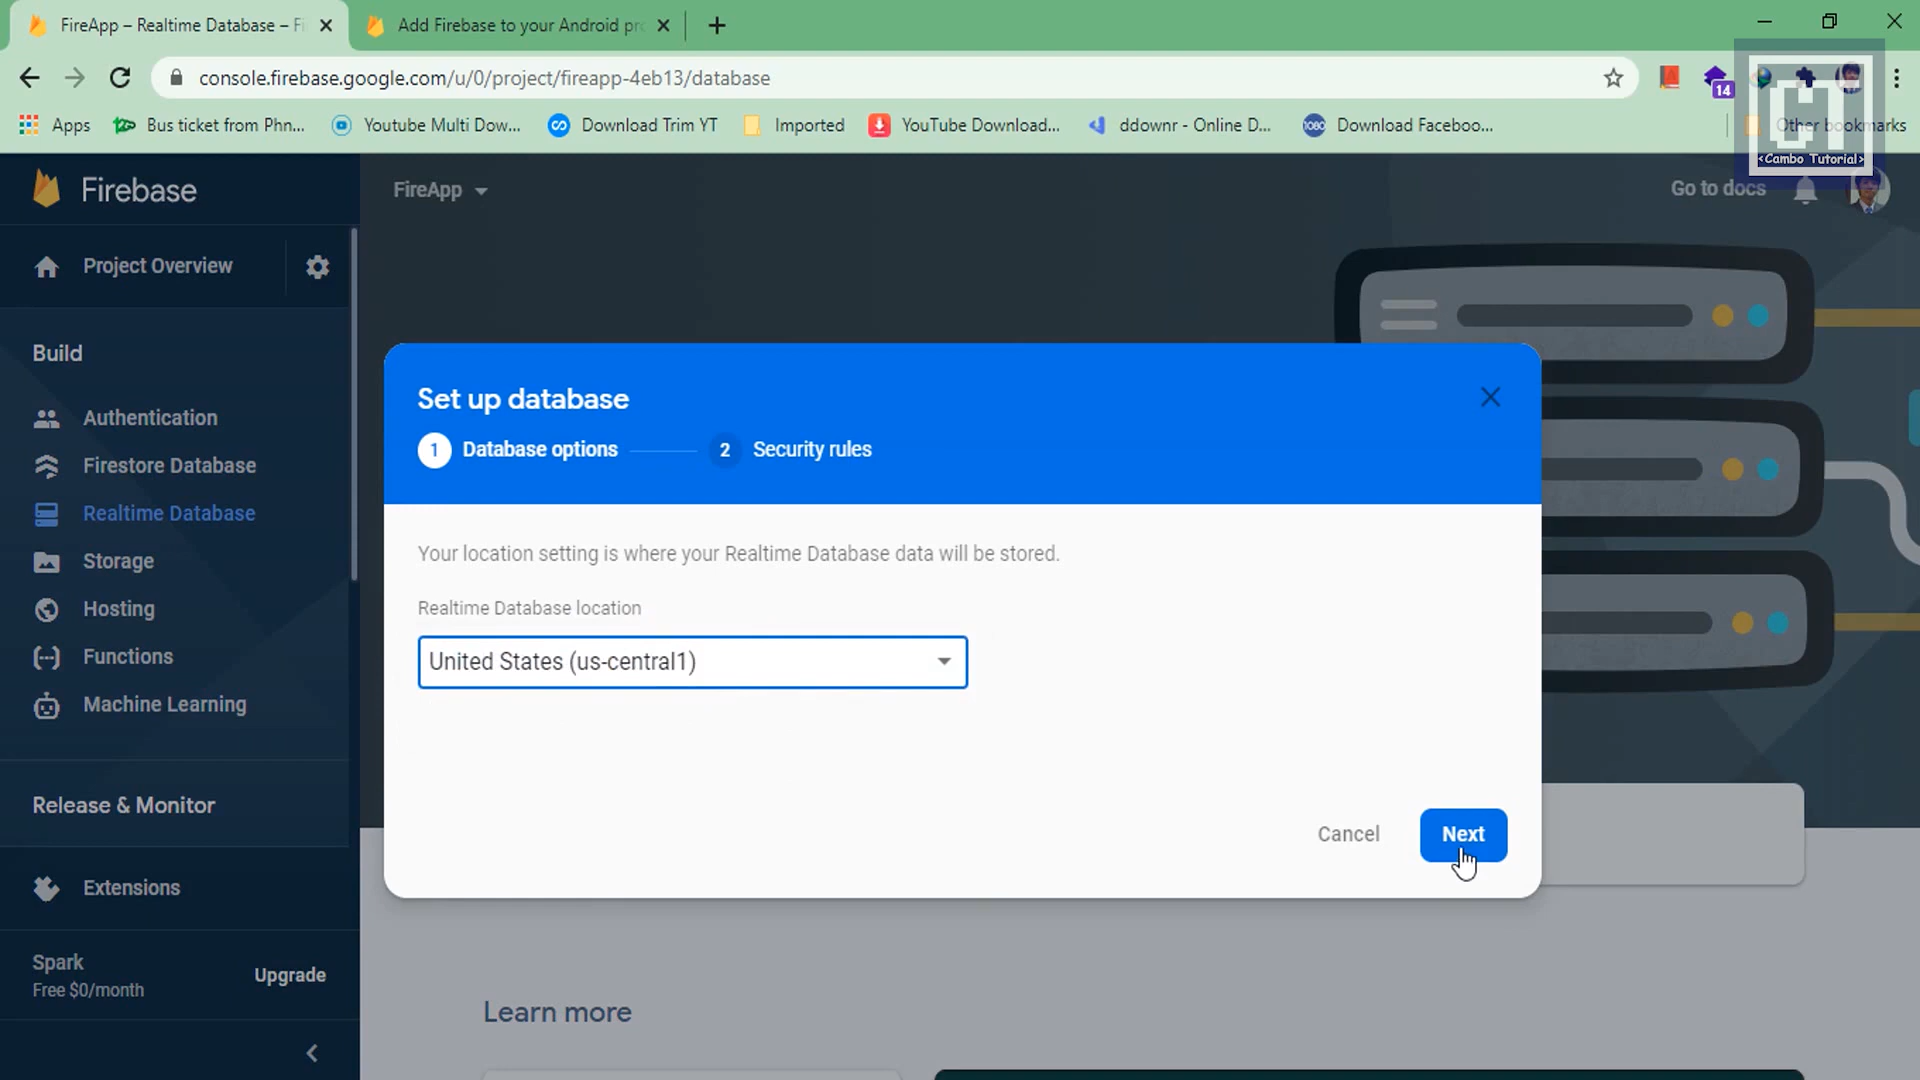 FireApp – Realtime Database – Fi
Add Firebase to your Android pr
console.firebase.google.com/u/0/project/fireapp-4eb13/database
14
Apps
Bus ticket from Phn...
Youtube Multi Dow...
Download Trim YT
Imported
YouTube Download...
ddownr - Online D...
1080
Download Faceboo...
Other bookmarks
CT
<Cambo Tutorial>
Firebase
FireApp
Go to docs
Project Overview
Build
Authentication
Firestore Database
Realtime Database
Storage
Hosting
Functions
Machine Learning
Release & Monitor
Extensions
Spark
Free $0/month
Upgrade
Set up database
1 Database options
2 Security rules
Your location setting is where your Realtime Database data will be stored.
Realtime Database location
United States (us-central1)
Cancel
Next
Learn more